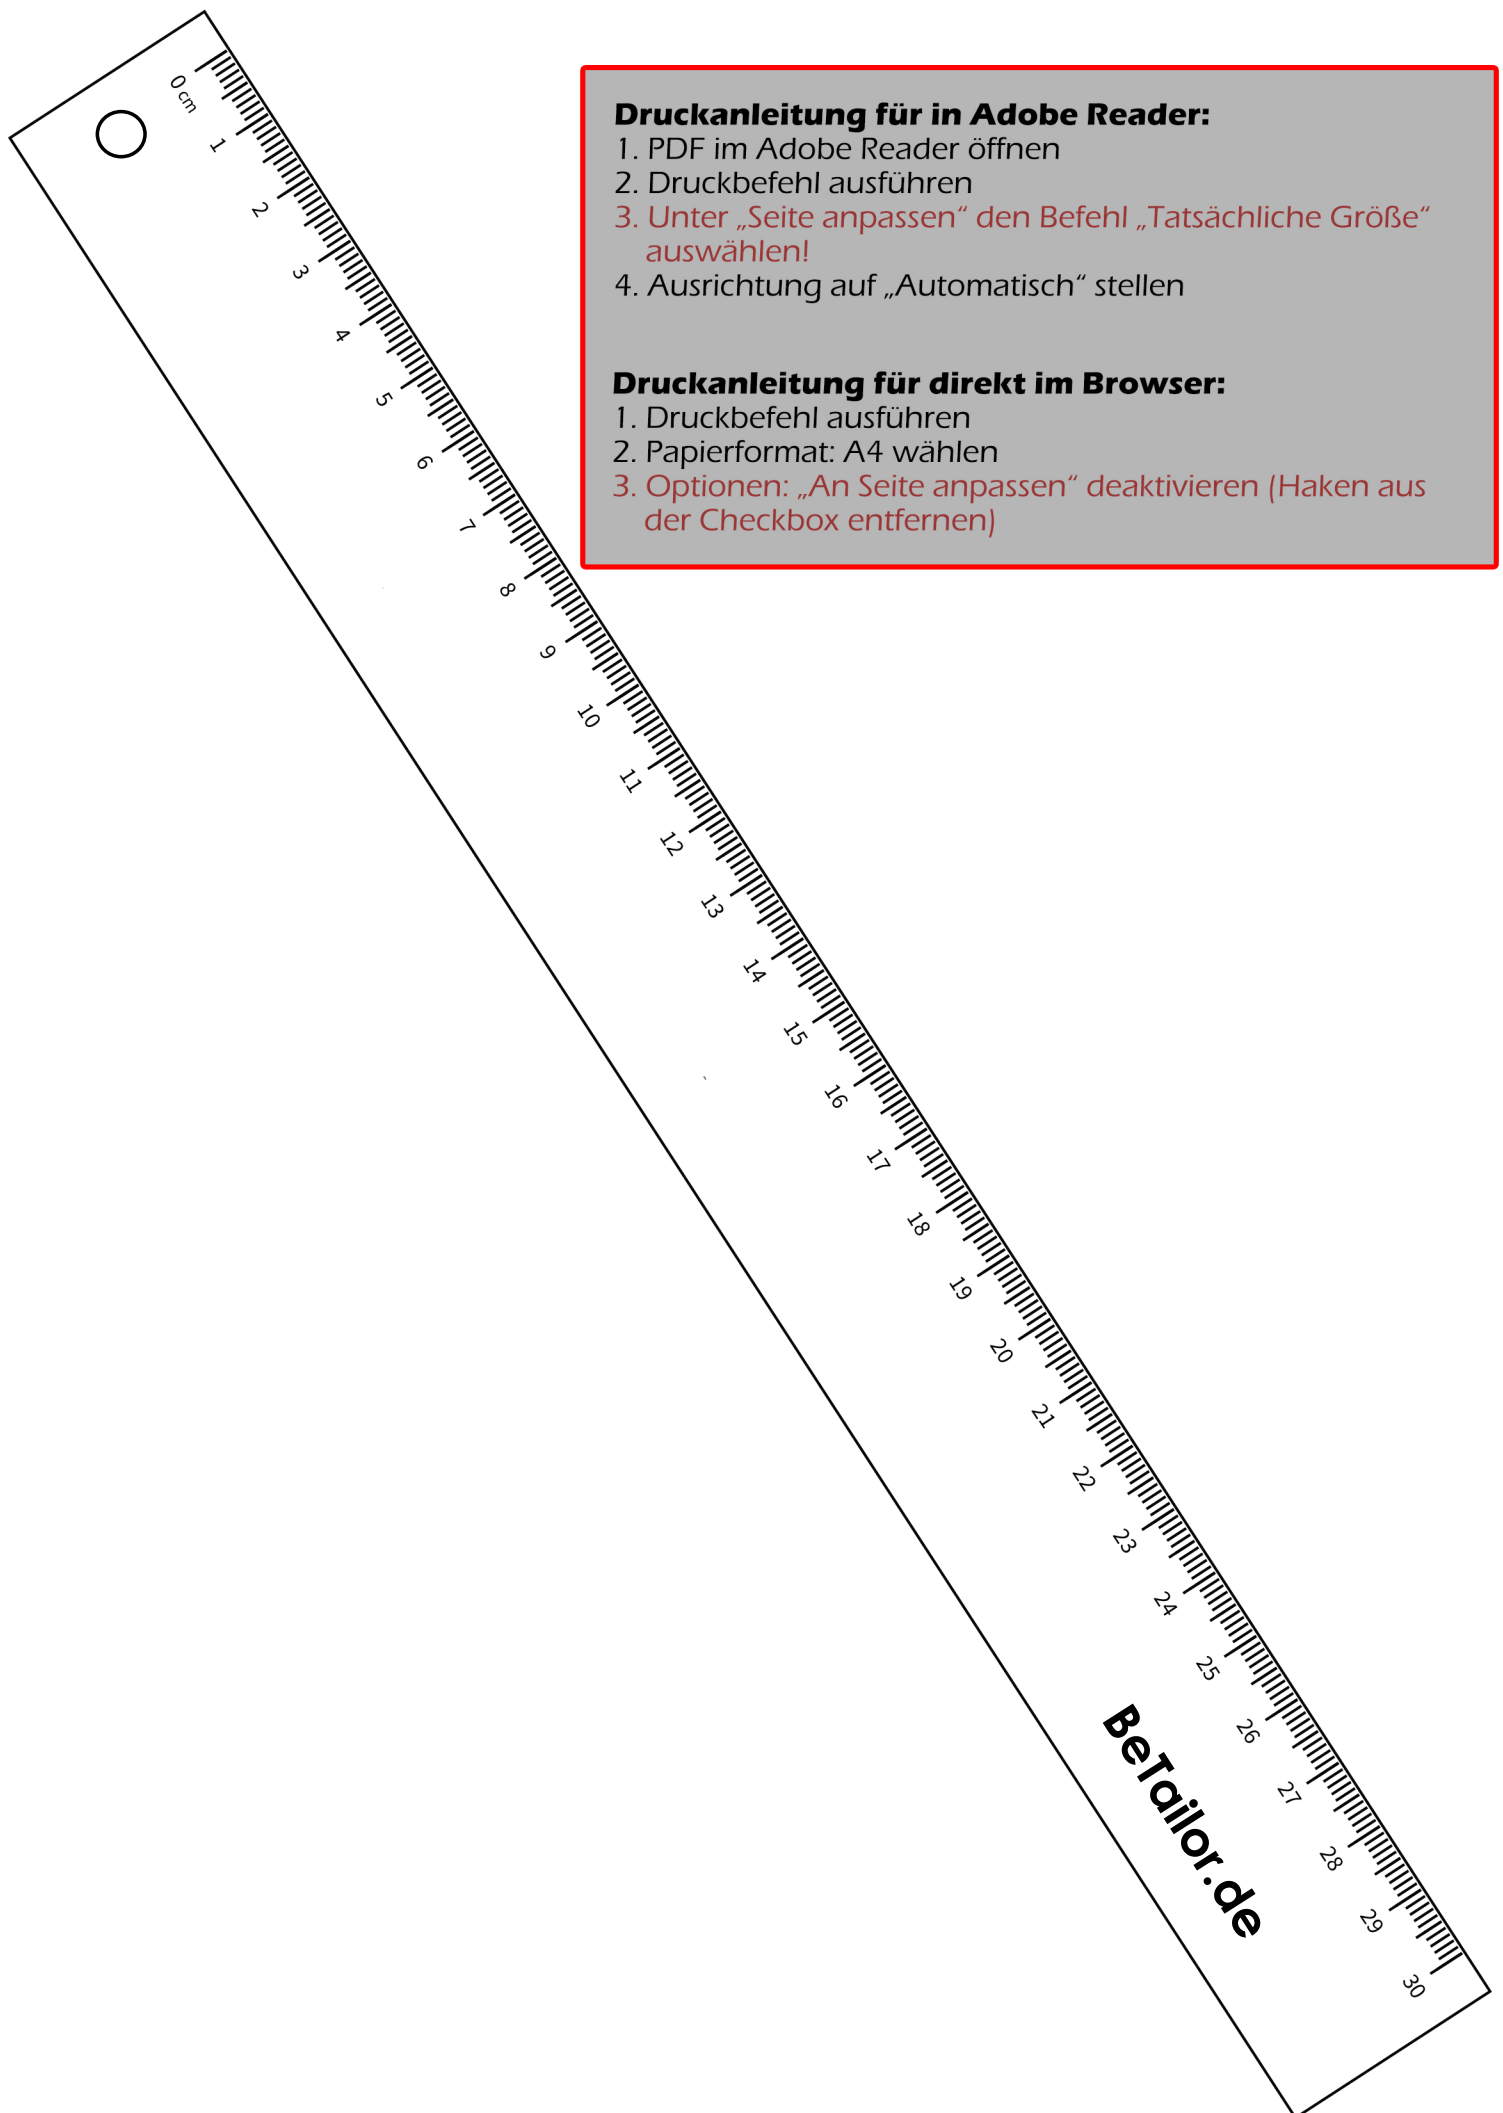 Druckanleitung für in Adobe Reader:
1. PDF im Adobe Reader öffnen
2. Druckbefehl ausführen
3. Unter „Seite anpassen“ den Befehl „Tatsächliche Größe“
auswählen!
4. Ausrichtung auf „Automatisch“ stellen
Druckanleitung für direkt im Browser:
1. Druckbefehl ausführen
2. Papierformat: A4 wählen
3. Optionen: „An Seite anpassen“ deaktivieren (Haken aus
der Checkbox entfernen)
0 cm
1
2
3
4
5
6
7
8
9
10
11
12
13
14
15
16
17
18
19
20
21
22
23
24
25
26
27
28
29
30
BeTailor.de